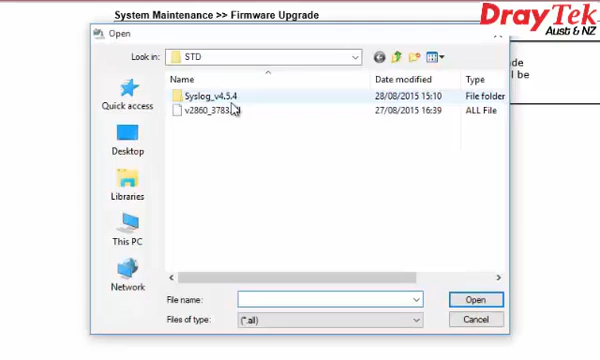 System Maintenance >> Firmware Upgrade
DrayTek
Aust & NZ
Open
Look in: STD
Name Date modified Type
Syslog_v4.5.4 28/08/2015 15:10 File folder
27/08/2015 16:39 ALL File
Quick access
Desktop
Libraries
This PC
Network
File name: Open
Files of type: (*.all) Cancel
be